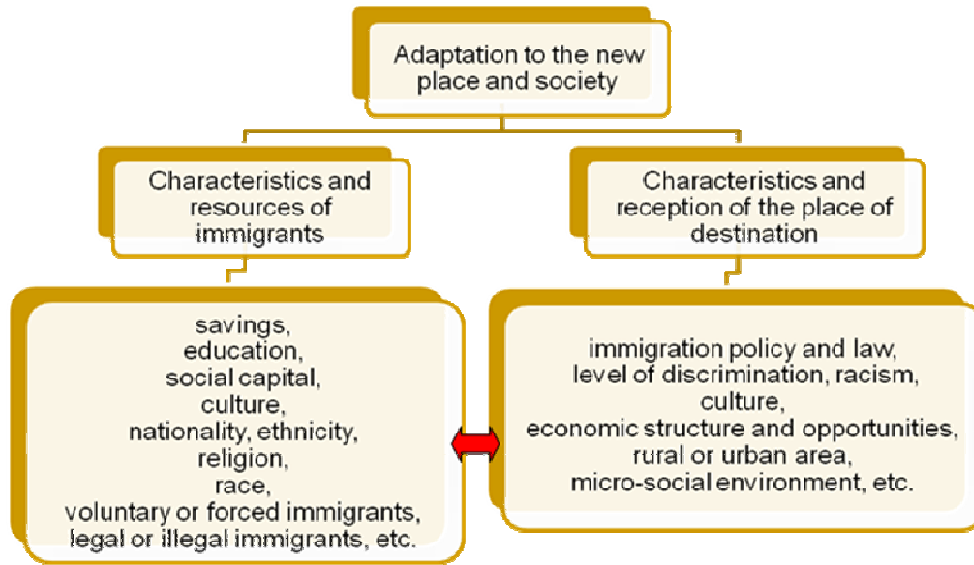 Adaptation to the new
place and society
Characteristics and
resources of
immigrants
Characteristics and
reception of the place of
destination
savings,
education,
social capital,
culture,
nationality, ethnicity,
religion,
race,
voluntary or forced immigrants,
legal or illegal immigrants, etc.
immigration policy and law,
level of discrimination, racism,
culture,
economic structure and opportunities,
rural or urban area,
micro-social environment, etc.